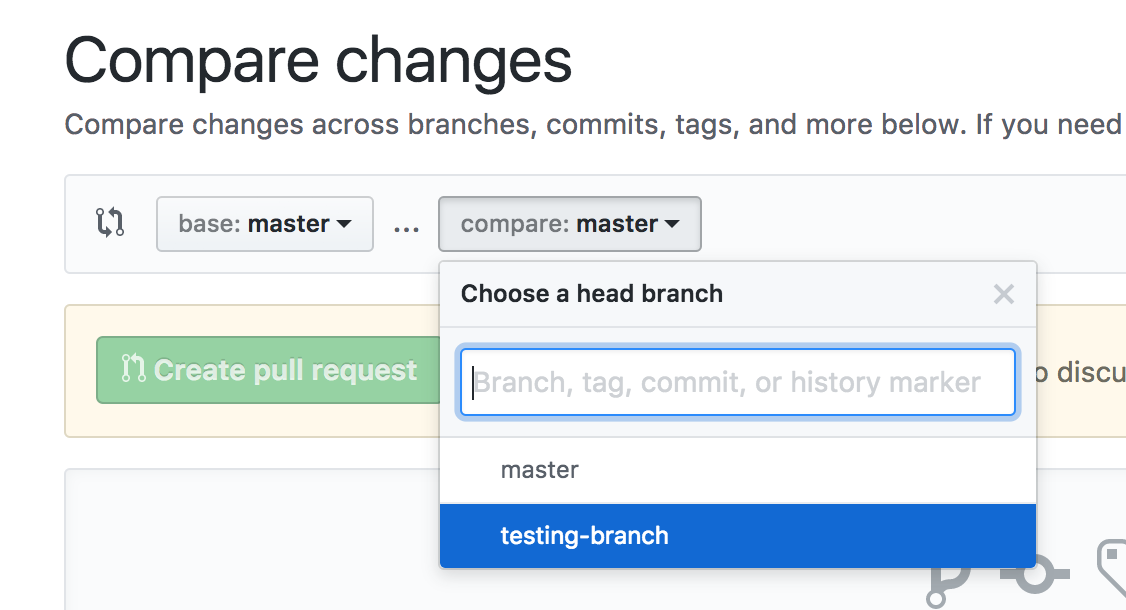 Compare changes
Compare changes across branches, commits, tags, and more below. If you need
base: master ... compare: master
Choose a head branch
Create pull request
Branch, tag, commit, or history marker
o discu
master
testing-branch